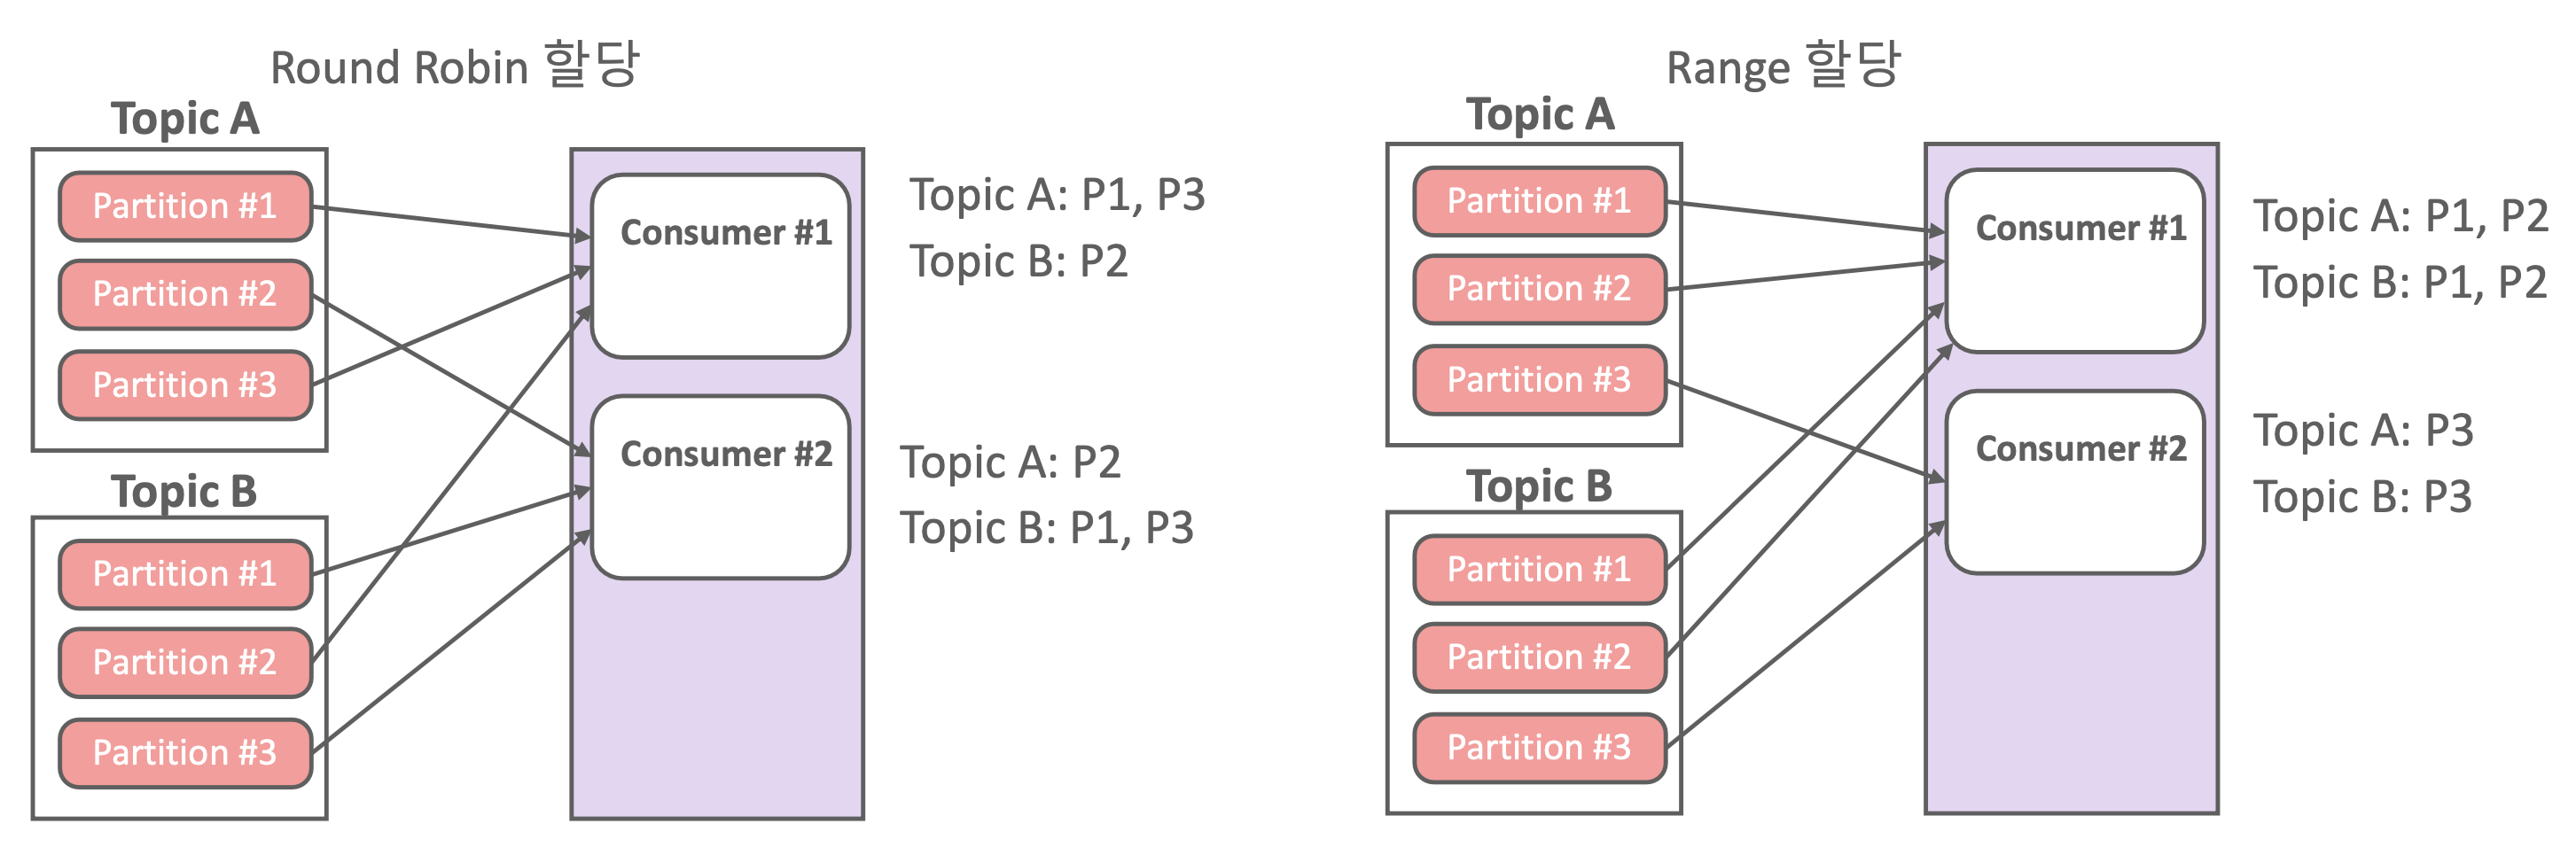 Round Robin 할당
Topic A
Partition #1
Partition #2
Partition #3
Topic B
Partition #1
Partition #2
Partition #3
Consumer #1
Consumer #2
Topic A: P1, P3
Topic B: P2
Topic A: P2
Topic B: P1, P3
Range 할당
Topic A
Partition #1
Partition #2
Partition #3
Topic B
Partition #1
Partition #2
Partition #3
Consumer #1
Consumer #2
Topic A: P1, P2
Topic B: P1, P2
Topic A: P3
Topic B: P3